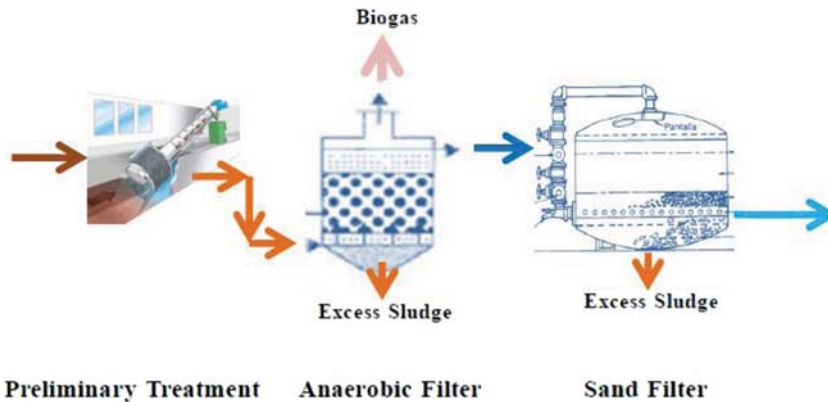 Biogas
Pantalla
Excess Sludge
Excess Sludge
Preliminary Treatment
Anaerobic Filter
Sand Filter